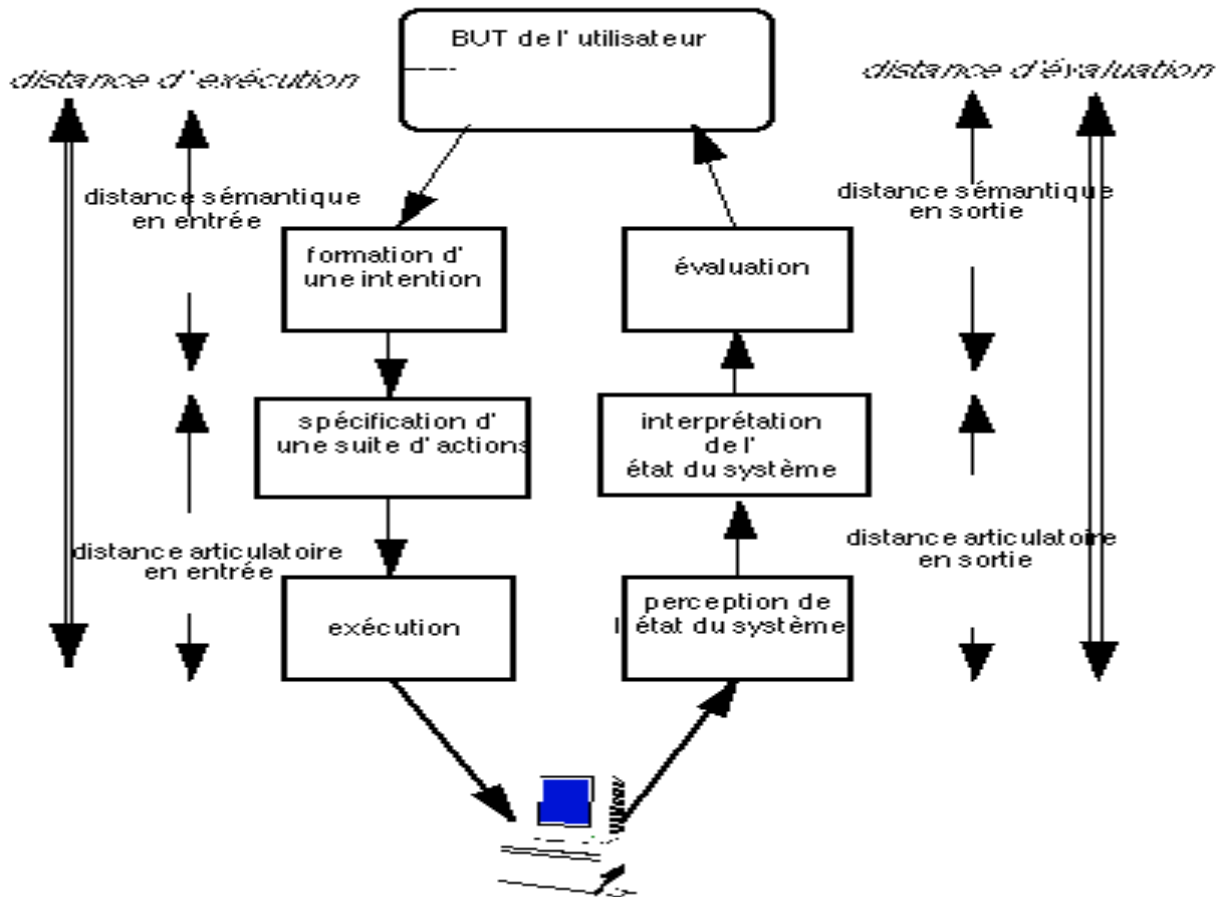 BUT de l' utilisateur
distance d' exécution
distance d'évaluation
distance sémantique
en entrée
formation d'
une intention
évaluation
distance sémantique
en sortie
spécification d'
une suite d' actions
interprétation
de l'
état du système
distance articulatoire
en entrée
exécution
perception de
l' état du système
distance articulatoire
en sortie